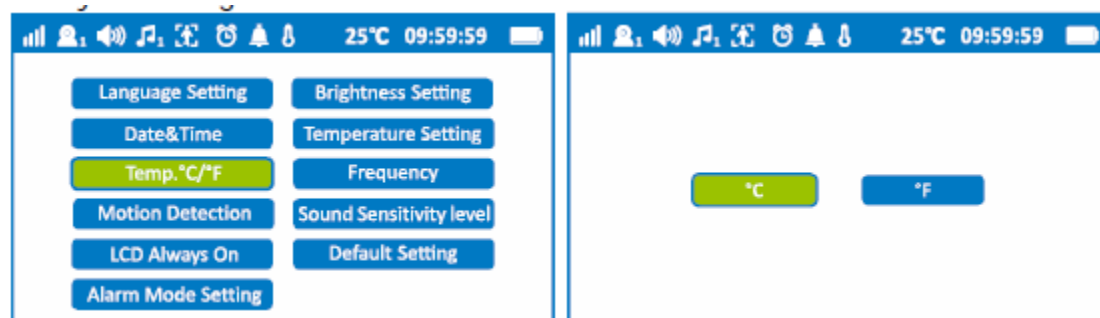 25°C 09:59:59
Language Setting
Brightness Setting
Date&Time
Temperature Setting
Temp.°C/°F
Frequency
Motion Detection
Sound Sensitivity level
LCD Always On
Default Setting
Alarm Mode Setting
25°C 09:59:59
°C
°F